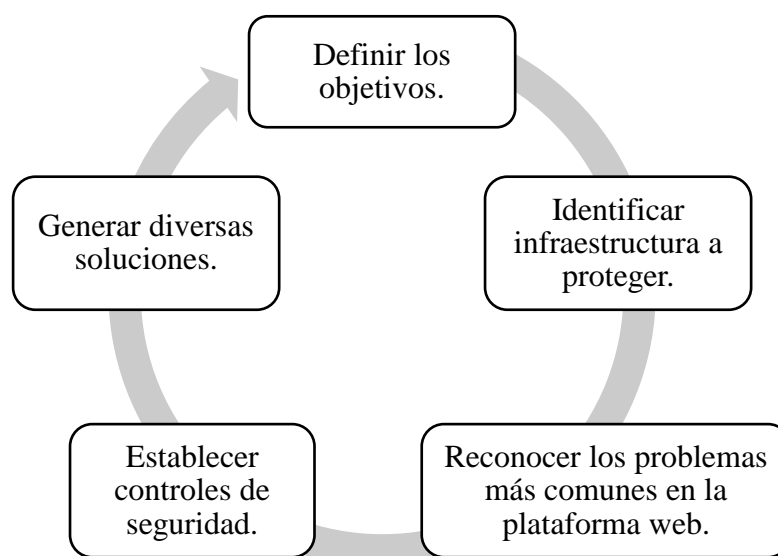 Definir los
objetivos.
Identificar
infraestructura a
proteger.
Reconocer los problemas
más comunes en la
plataforma web.
Establecer
controles de
seguridad.
Generar diversas
soluciones.